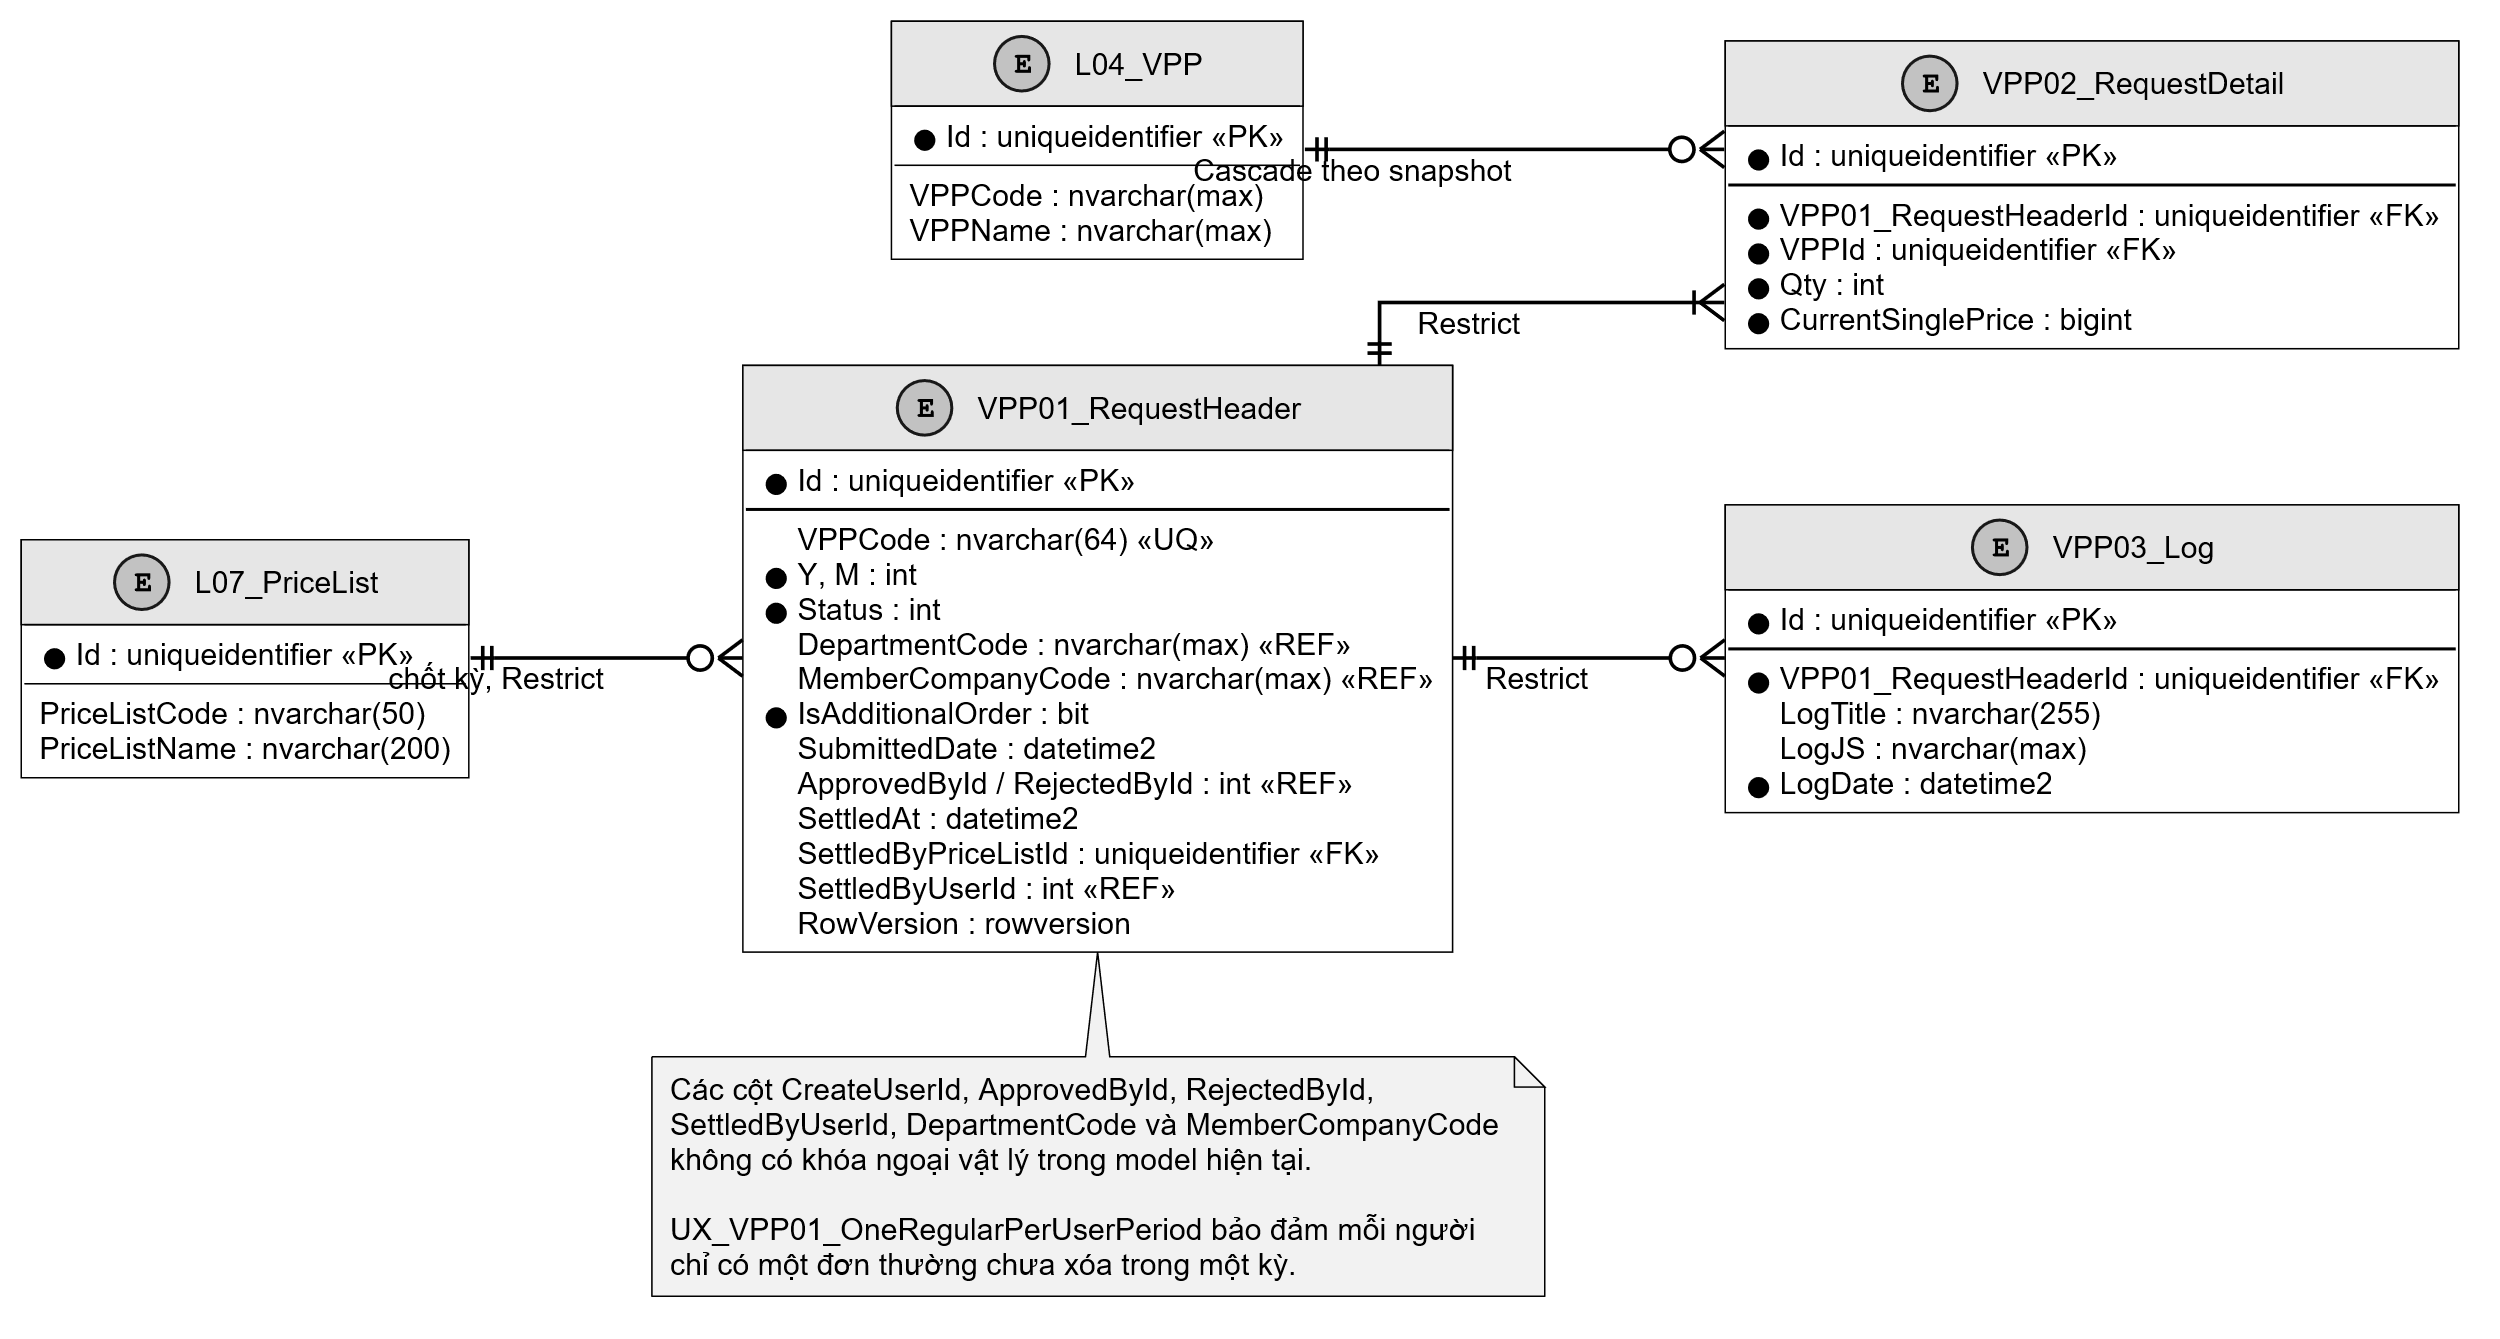 E L04_VPP
Id : uniqueidentifier «PK»
VPPCode : nvarchar(max)
VPPName : nvarchar(max)
Cascade theo snapshot
E VPP02_RequestDetail
Id : uniqueidentifier «PK»
VPP01_RequestHeaderId : uniqueidentifier «FK»
VPPId : uniqueidentifier «FK»
Qty : int
CurrentSinglePrice : bigint
Restrict
E VPP01_RequestHeader
Id : uniqueidentifier «PK»
VPPCode : nvarchar(64) «UQ»
Y, M : int
Status : int
DepartmentCode : nvarchar(max) «REF»
MemberCompanyCode : nvarchar(max) «REF»
IsAdditionalOrder : bit
SubmittedDate : datetime2
ApprovedById / RejectedById : int «REF»
SettledAt : datetime2
SettledByPriceListId : uniqueidentifier «FK»
SettledByUserId : int «REF»
RowVersion : rowversion
E L07_PriceList
Id : uniqueidentifier «PK»
PriceListCode : nvarchar(50)
PriceListName : nvarchar(200)
chốt kỳ, Restrict
Restrict
E VPP03_Log
Id : uniqueidentifier «PK»
VPP01_RequestHeaderId : uniqueidentifier «FK»
LogTitle : nvarchar(255)
LogJS : nvarchar(max)
LogDate : datetime2
Các cột CreateUserId, ApprovedById, RejectedById,
SettledByUserId, DepartmentCode và MemberCompanyCode
không có khóa ngoại vật lý trong model hiện tại.
UX_VPP01_OneRegularPerUserPeriod bảo đảm mỗi người
chỉ có một đơn thường chưa xóa trong một kỳ.